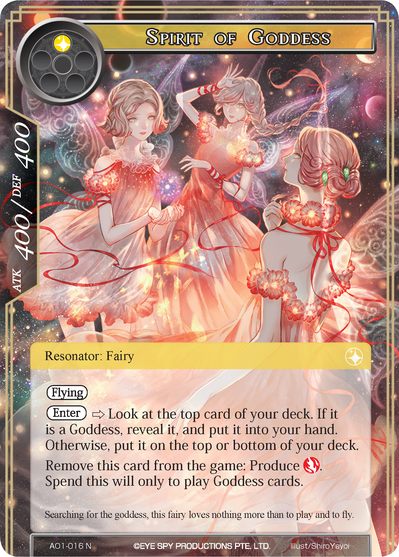 Spirit of Goddess
ATK 400 / DEF 400
Resonator: Fairy
Flying
Enter ⇨ Look at the top card of your deck. If it
is a Goddess, reveal it, and put it into your hand.
Otherwise, put it on the top or bottom of your deck.
Remove this card from the game: Produce .
Spend this will only to play Goddess cards.
Searching for the goddess, this fairy loves nothing more than to play and to fly.
AO1-016 N
©EYE SPY PRODUCTIONS PTE. LTD.
Illust/ShiroYayoi